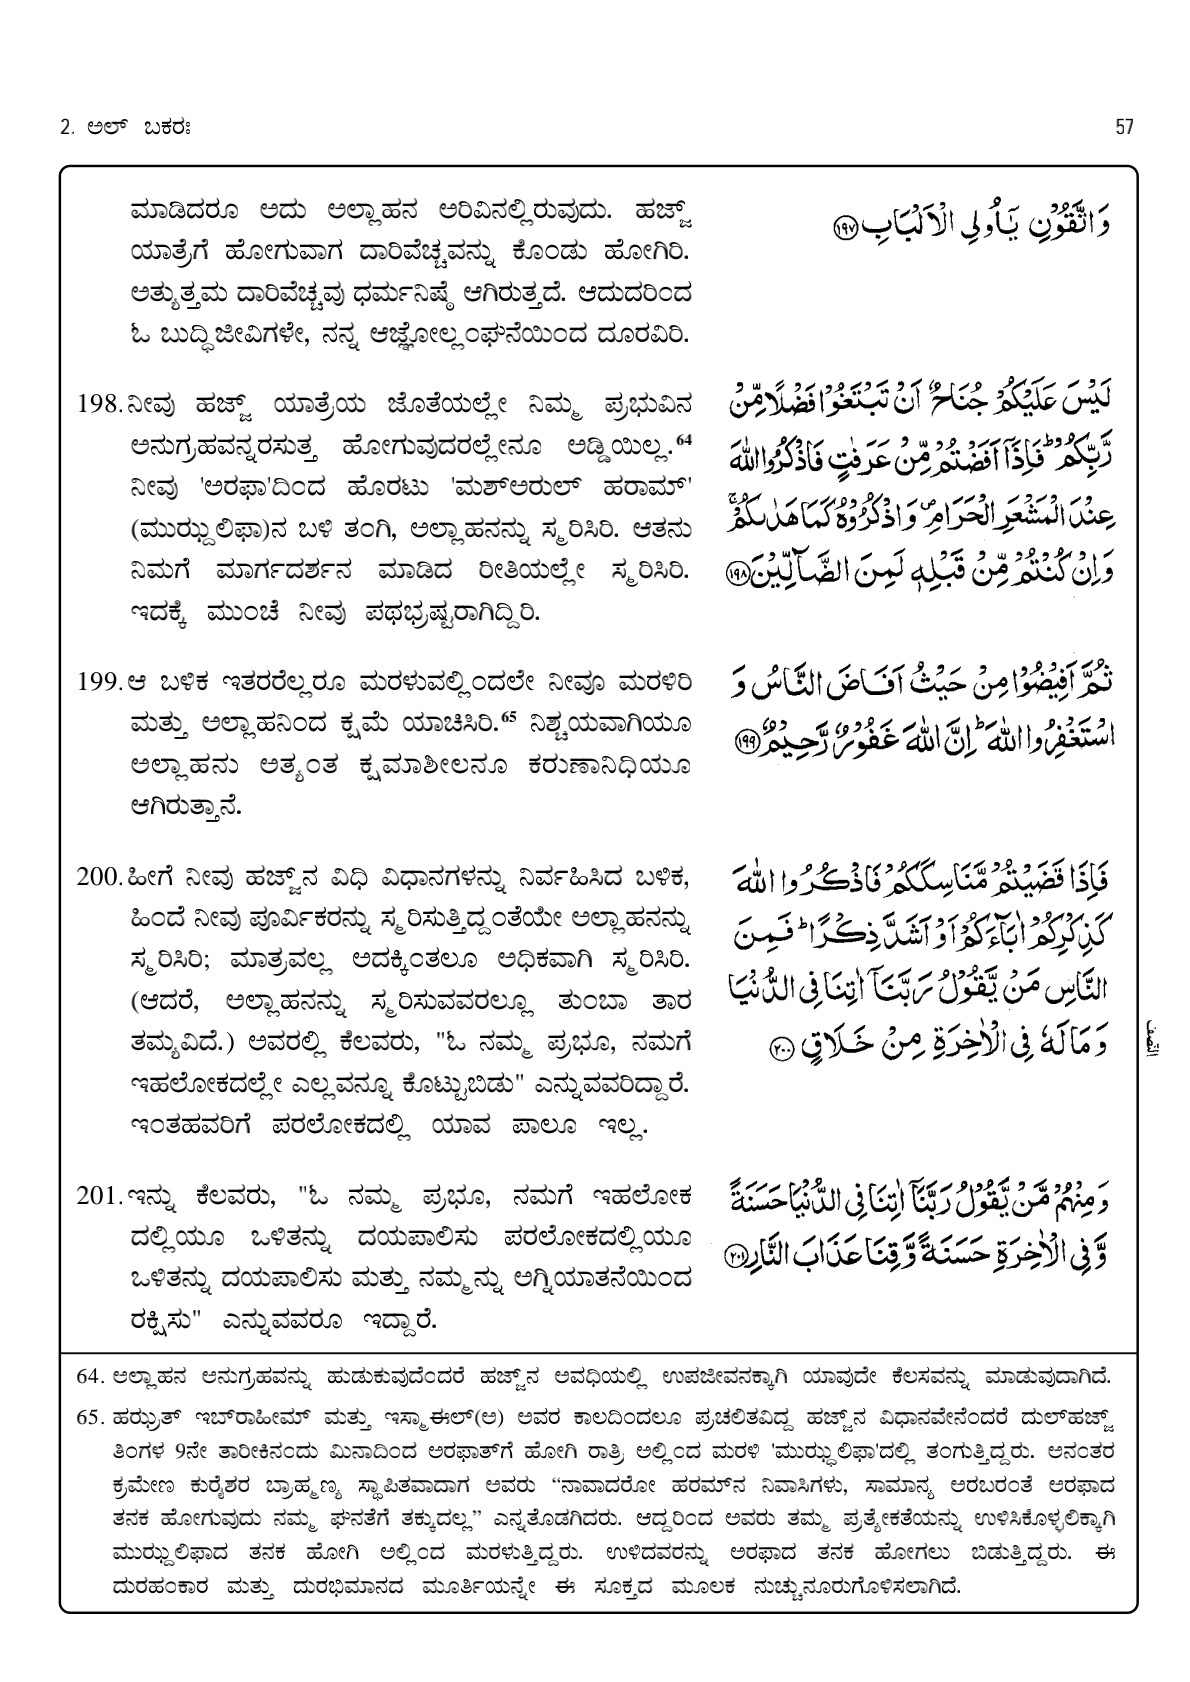 2. ಅಲ್ ಬಕರಃ
57
ಮಾಡಿದರೂ ಅದು ಅಲ್ಲಾಹನ ಅರಿವಿನಲ್ಲಿರುವುದು. ಹಜ್ಜ್
ಯಾತ್ರೆಗೆ ಹೋಗುವಾಗ ದಾರಿವೆಚ್ಚವನ್ನು ಕೊಂಡು ಹೋಗಿರಿ.
ಅತ್ಯುತ್ತಮ ದಾರಿವೆಚ್ಚವು ಧರ್ಮನಿಷ್ಠೆ ಆಗಿರುತ್ತದೆ. ಆದುದರಿಂದ
ಓ ಬುದ್ಧಿಜೀವಿಗಳೇ, ನನ್ನ ಆಜ್ಞೋಲ್ಲಂಘನೆಯಿಂದ ದೂರವಿರಿ.
وَاتَّقُوْنِ يٰٓاُولِي الْاَلْبَابِ ۝١٩٧
198. ನೀವು ಹಜ್ಜ್ ಯಾತ್ರೆಯ ಜೊತೆಯಲ್ಲೇ ನಿಮ್ಮ ಪ್ರಭುವಿನ
ಅನುಗ್ರಹವನ್ನರಸುತ್ತ ಹೋಗುವುದರಲ್ಲೇನೂ ಅಡ್ಡಿಯಿಲ್ಲ.64
ನೀವು 'ಅರಫಾ'ದಿಂದ ಹೊರಟು 'ಮಶ್‌ಅರುಲ್ ಹರಾಮ್'
(ಮುಝ್ದಲಿಫಾ)ನ ಬಳಿ ತಂಗಿ, ಅಲ್ಲಾಹನನ್ನು ಸ್ಮರಿಸಿರಿ. ಆತನು
ನಿಮಗೆ ಮಾರ್ಗದರ್ಶನ ಮಾಡಿದ ರೀತಿಯಲ್ಲೇ ಸ್ಮರಿಸಿರಿ.
ಇದಕ್ಕೆ ಮುಂಚೆ ನೀವು ಪಥಭ್ರಷ್ಟರಾಗಿದ್ದಿರಿ.
لَيْسَ عَلَيْكُمْ جُنَاحٌ اَنْ تَبْتَغُوْا فَضْلًا مِّنْ
رَّبِّكُمْ ؕ فَاِذَآ اَفَضْتُمْ مِّنْ عَرَفٰتٍ فَاذْكُرُوا اللّٰهَ
عِنْدَ الْمَشْعَرِ الْحَرَامِ ۪ وَاذْكُرُوْهُ كَمَا هَدٰىكُمْ ۚ
وَاِنْ كُنْتُمْ مِّنْ قَبْلِهٖ لَمِنَ الضَّآلِّيْنَ ۝١٩٨
199. ಆ ಬಳಿಕ ಇತರರೆಲ್ಲರೂ ಮರಳುವಲ್ಲಿಂದಲೇ ನೀವೂ ಮರಳಿರಿ
ಮತ್ತು ಅಲ್ಲಾಹನಿಂದ ಕ್ಷಮೆ ಯಾಚಿಸಿರಿ.65 ನಿಶ್ಚಯವಾಗಿಯೂ
ಅಲ್ಲಾಹನು ಅತ್ಯಂತ ಕ್ಷಮಾಶೀಲನೂ ಕರುಣಾನಿಧಿಯೂ
ಆಗಿರುತ್ತಾನೆ.
ثُمَّ اَفِيْضُوْا مِنْ حَيْثُ اَفَاضَ النَّاسُ وَ
اسْتَغْفِرُوا اللّٰهَ ؕ اِنَّ اللّٰهَ غَفُوْرٌ رَّحِيْمٌ ۝١٩٩
200. ಹೀಗೆ ನೀವು ಹಜ್ಜ್‌ನ ವಿಧಿ ವಿಧಾನಗಳನ್ನು ನಿರ್ವಹಿಸಿದ ಬಳಿಕ,
ಹಿಂದೆ ನೀವು ಪೂರ್ವಿಕರನ್ನು ಸ್ಮರಿಸುತ್ತಿದ್ದಂತೆಯೇ ಅಲ್ಲಾಹನನ್ನು
ಸ್ಮರಿಸಿರಿ; ಮಾತ್ರವಲ್ಲ ಅದಕ್ಕಿಂತಲೂ ಅಧಿಕವಾಗಿ ಸ್ಮರಿಸಿರಿ.
(ಆದರೆ, ಅಲ್ಲಾಹನನ್ನು ಸ್ಮರಿಸುವವರಲ್ಲೂ ತುಂಬಾ ತಾರ
ತಮ್ಯವಿದೆ.) ಅವರಲ್ಲಿ ಕೆಲವರು, "ಓ ನಮ್ಮ ಪ್ರಭೂ, ನಮಗೆ
ಇಹಲೋಕದಲ್ಲೇ ಎಲ್ಲವನ್ನೂ ಕೊಟ್ಟುಬಿಡು" ಎನ್ನುವವರಿದ್ದಾರೆ.
ಇಂತಹವರಿಗೆ ಪರಲೋಕದಲ್ಲಿ ಯಾವ ಪಾಲೂ ಇಲ್ಲ.
فَاِذَا قَضَيْتُمْ مَّنَاسِكَكُمْ فَاذْكُرُوا اللّٰهَ
كَذِكْرِكُمْ اٰبَآءَكُمْ اَوْ اَشَدَّ ذِكْرًا ؕ فَمِنَ
النَّاسِ مَنْ يَّقُوْلُ رَبَّنَآ اٰتِنَا فِي الدُّنْيَا
وَمَا لَهٗ فِي الْاٰخِرَةِ مِنْ خَلَاقٍ ۝٢٠٠
النصف
201. ಇನ್ನು ಕೆಲವರು, "ಓ ನಮ್ಮ ಪ್ರಭೂ, ನಮಗೆ ಇಹಲೋಕ
ದಲ್ಲಿಯೂ ಒಳಿತನ್ನು ದಯಪಾಲಿಸು ಪರಲೋಕದಲ್ಲಿಯೂ
ಒಳಿತನ್ನು ದಯಪಾಲಿಸು ಮತ್ತು ನಮ್ಮನ್ನು ಅಗ್ನಿಯಾತನೆಯಿಂದ
ರಕ್ಷಿಸು" ಎನ್ನುವವರೂ ಇದ್ದಾರೆ.
وَمِنْهُمْ مَّنْ يَّقُوْلُ رَبَّنَآ اٰتِنَا فِي الدُّنْيَا حَسَنَةً
وَّفِي الْاٰخِرَةِ حَسَنَةً وَّقِنَا عَذَابَ النَّارِ ۝٢٠١
64. ಅಲ್ಲಾಹನ ಅನುಗ್ರಹವನ್ನು ಹುಡುಕುವುದೆಂದರೆ ಹಜ್ಜ್‌ನ ಅವಧಿಯಲ್ಲಿ ಉಪಜೀವನಕ್ಕಾಗಿ ಯಾವುದೇ ಕೆಲಸವನ್ನು ಮಾಡುವುದಾಗಿದೆ.
65. ಹಝ್ರತ್ ಇಬ್‌ರಾಹೀಮ್ ಮತ್ತು ಇಸ್ಮಾಈಲ್(ಅ) ಅವರ ಕಾಲದಿಂದಲೂ ಪ್ರಚಲಿತವಿದ್ದ ಹಜ್ಜ್‌ನ ವಿಧಾನವೇನೆಂದರೆ ದುಲ್‌ಹಜ್ಜ್
ತಿಂಗಳ 9ನೇ ತಾರೀಕಿನಂದು ಮಿನಾದಿಂದ ಅರಫಾತ್‌ಗೆ ಹೋಗಿ ರಾತ್ರಿ ಅಲ್ಲಿಂದ ಮರಳಿ 'ಮುಝ್ಧಲಿಫಾ'ದಲ್ಲಿ ತಂಗುತ್ತಿದ್ದರು. ಅನಂತರ
ಕ್ರಮೇಣ ಕುರೈಶರ ಬ್ರಾಹ್ಮಣ್ಯ ಸ್ಥಾಪಿತವಾದಾಗ ಅವರು “ನಾವಾದರೋ ಹರಮ್‌ನ ನಿವಾಸಿಗಳು, ಸಾಮಾನ್ಯ ಅರಬರಂತೆ ಅರಫಾದ
ತನಕ ಹೋಗುವುದು ನಮ್ಮ ಘನತೆಗೆ ತಕ್ಕುದಲ್ಲ” ಎನ್ನತೊಡಗಿದರು. ಆದ್ದರಿಂದ ಅವರು ತಮ್ಮ ಪ್ರತ್ಯೇಕತೆಯನ್ನು ಉಳಿಸಿಕೊಳ್ಳಲಿಕ್ಕಾಗಿ
ಮುಝ್ದಲಿಫಾದ ತನಕ ಹೋಗಿ ಅಲ್ಲಿಂದ ಮರಳುತ್ತಿದ್ದರು. ಉಳಿದವರನ್ನು ಅರಫಾದ ತನಕ ಹೋಗಲು ಬಿಡುತ್ತಿದ್ದರು. ಈ
ದುರಹಂಕಾರ ಮತ್ತು ದುರಭಿಮಾನದ ಮೂರ್ತಿಯನ್ನೇ ಈ ಸೂಕ್ತದ ಮೂಲಕ ನುಚ್ಚುನೂರುಗೊಳಿಸಲಾಗಿದೆ.